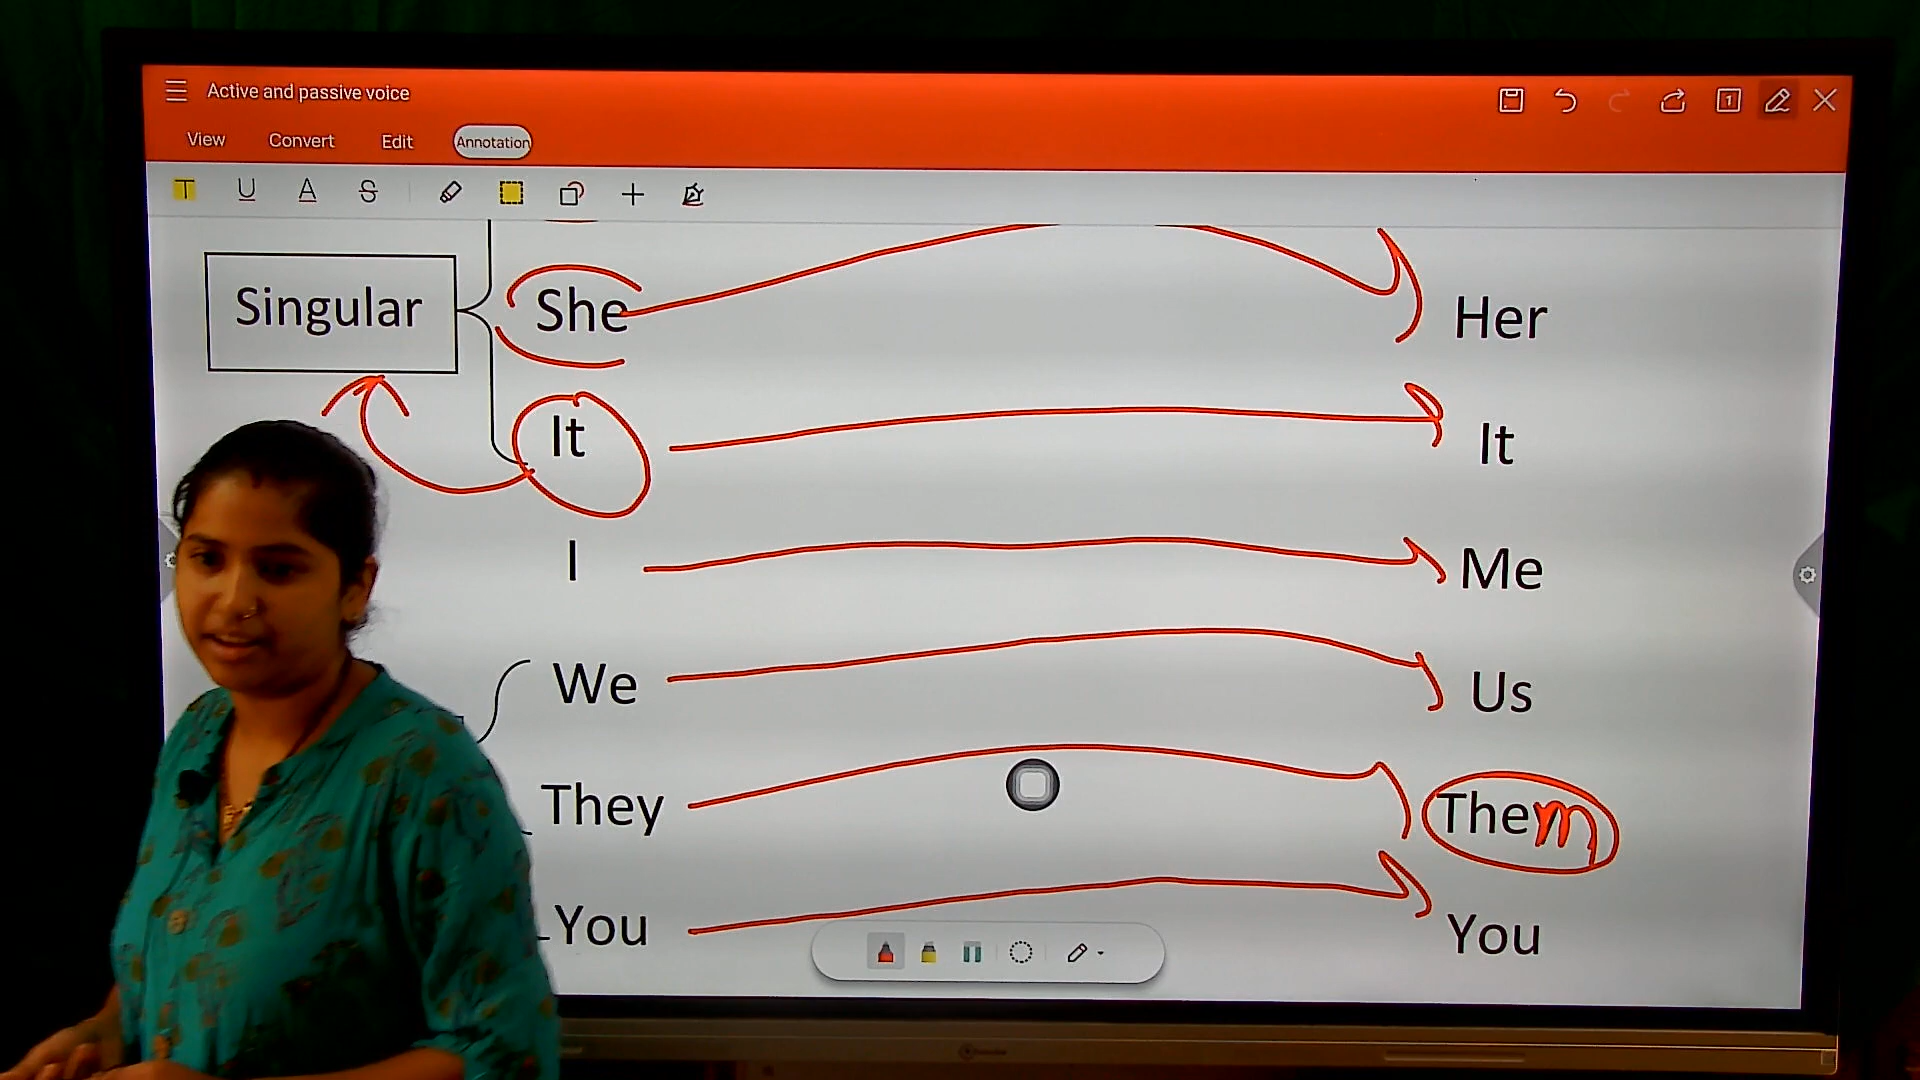 Active and passive voice
View Convert Edit Annotation
T U A S
1
Singular
She Her
It It
I Me
We Us
They Them
You You